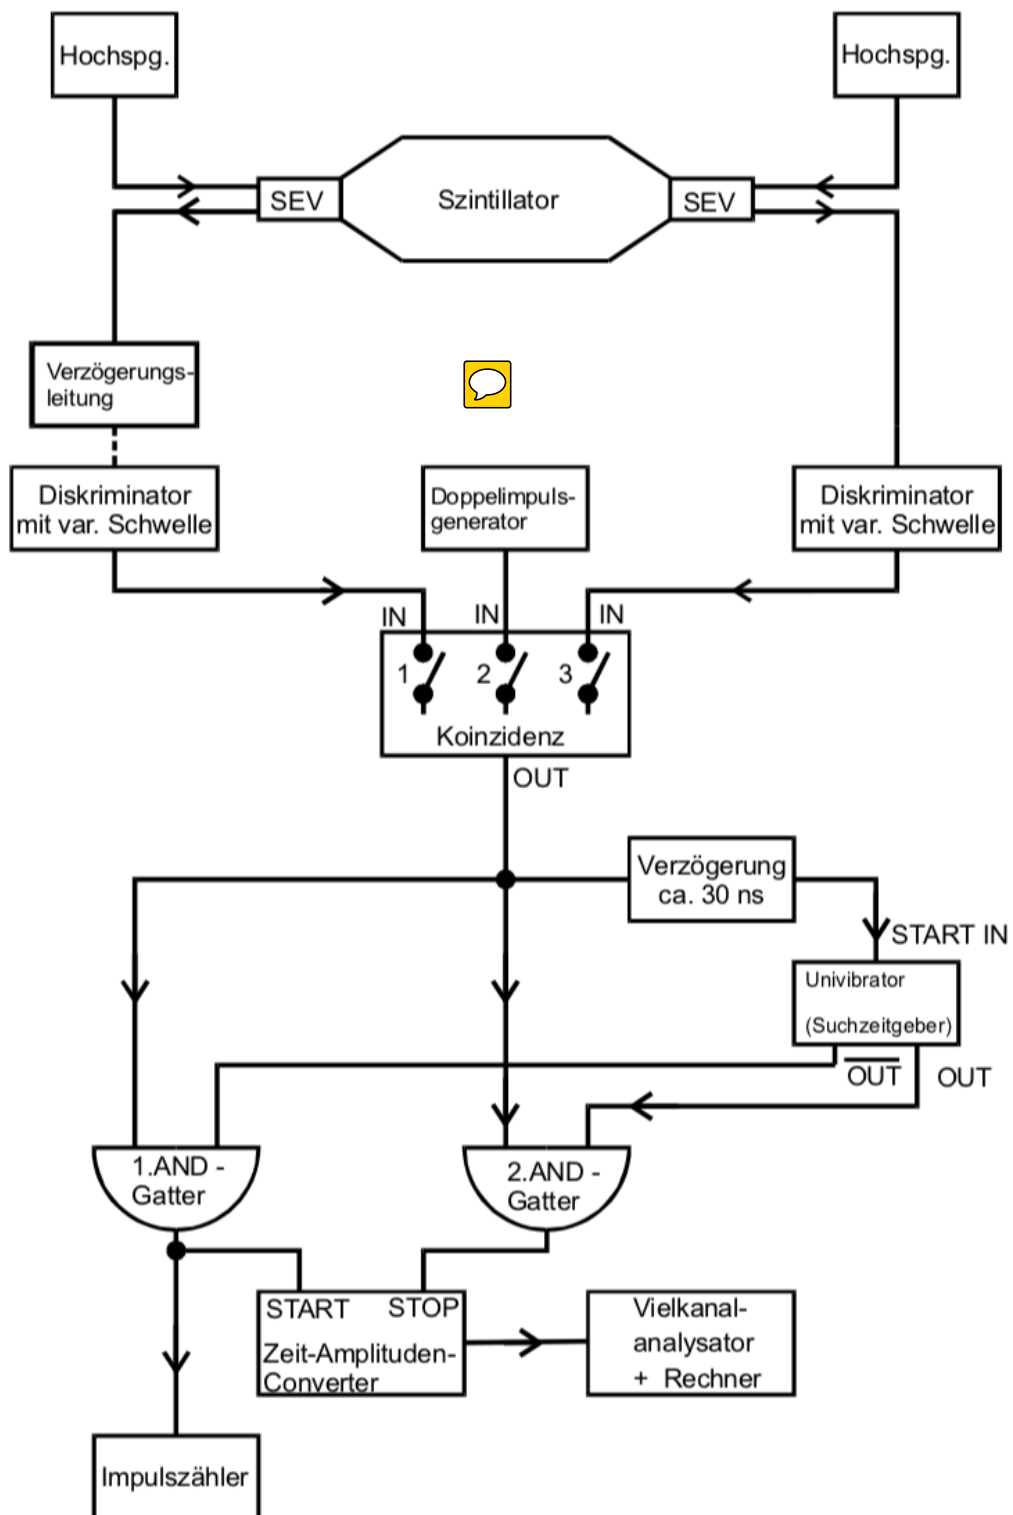 Hochspg.
Hochspg.
SEV
Szintillator
SEV
Verzögerungs-
leitung
Diskriminator
mit var. Schwelle
Doppelimpuls-
generator
Diskriminator
mit var. Schwelle
IN
IN
IN
1
2
3
Koinzidenz
OUT
Verzögerung
ca. 30 ns
START IN
Univibrator
(Suchzeitgeber)
OUT
OUT
1.AND -
Gatter
2.AND -
Gatter
START
STOP
Zeit-Amplituden-
Converter
Vielkanal-
analysator
+ Rechner
Impulszähler